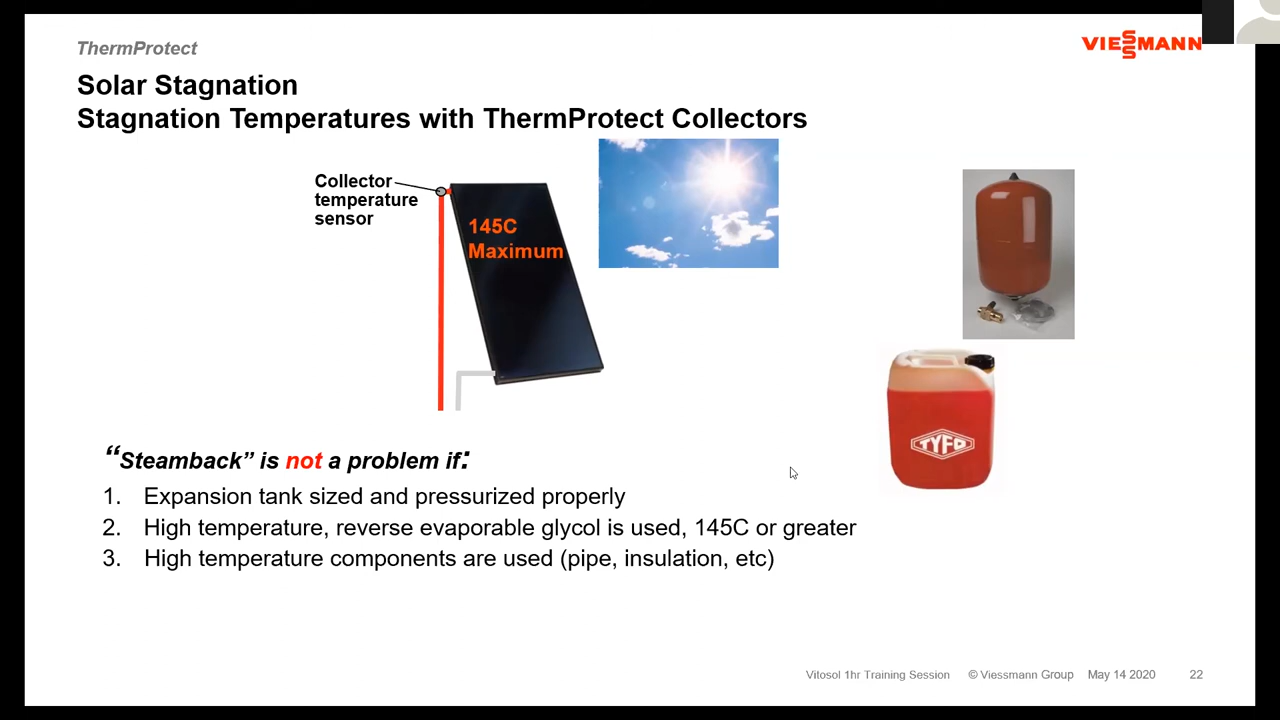 ThermProtect
VIESSMANN
Solar Stagnation
Stagnation Temperatures with ThermProtect Collectors
Collector
temperature
sensor
145C
Maximum
TYFO
“Steamback” is not a problem if:
1. Expansion tank sized and pressurized properly
2. High temperature, reverse evaporable glycol is used, 145C or greater
3. High temperature components are used (pipe, insulation, etc)
Vitosol 1hr Training Session © Viessmann Group May 14 2020 22